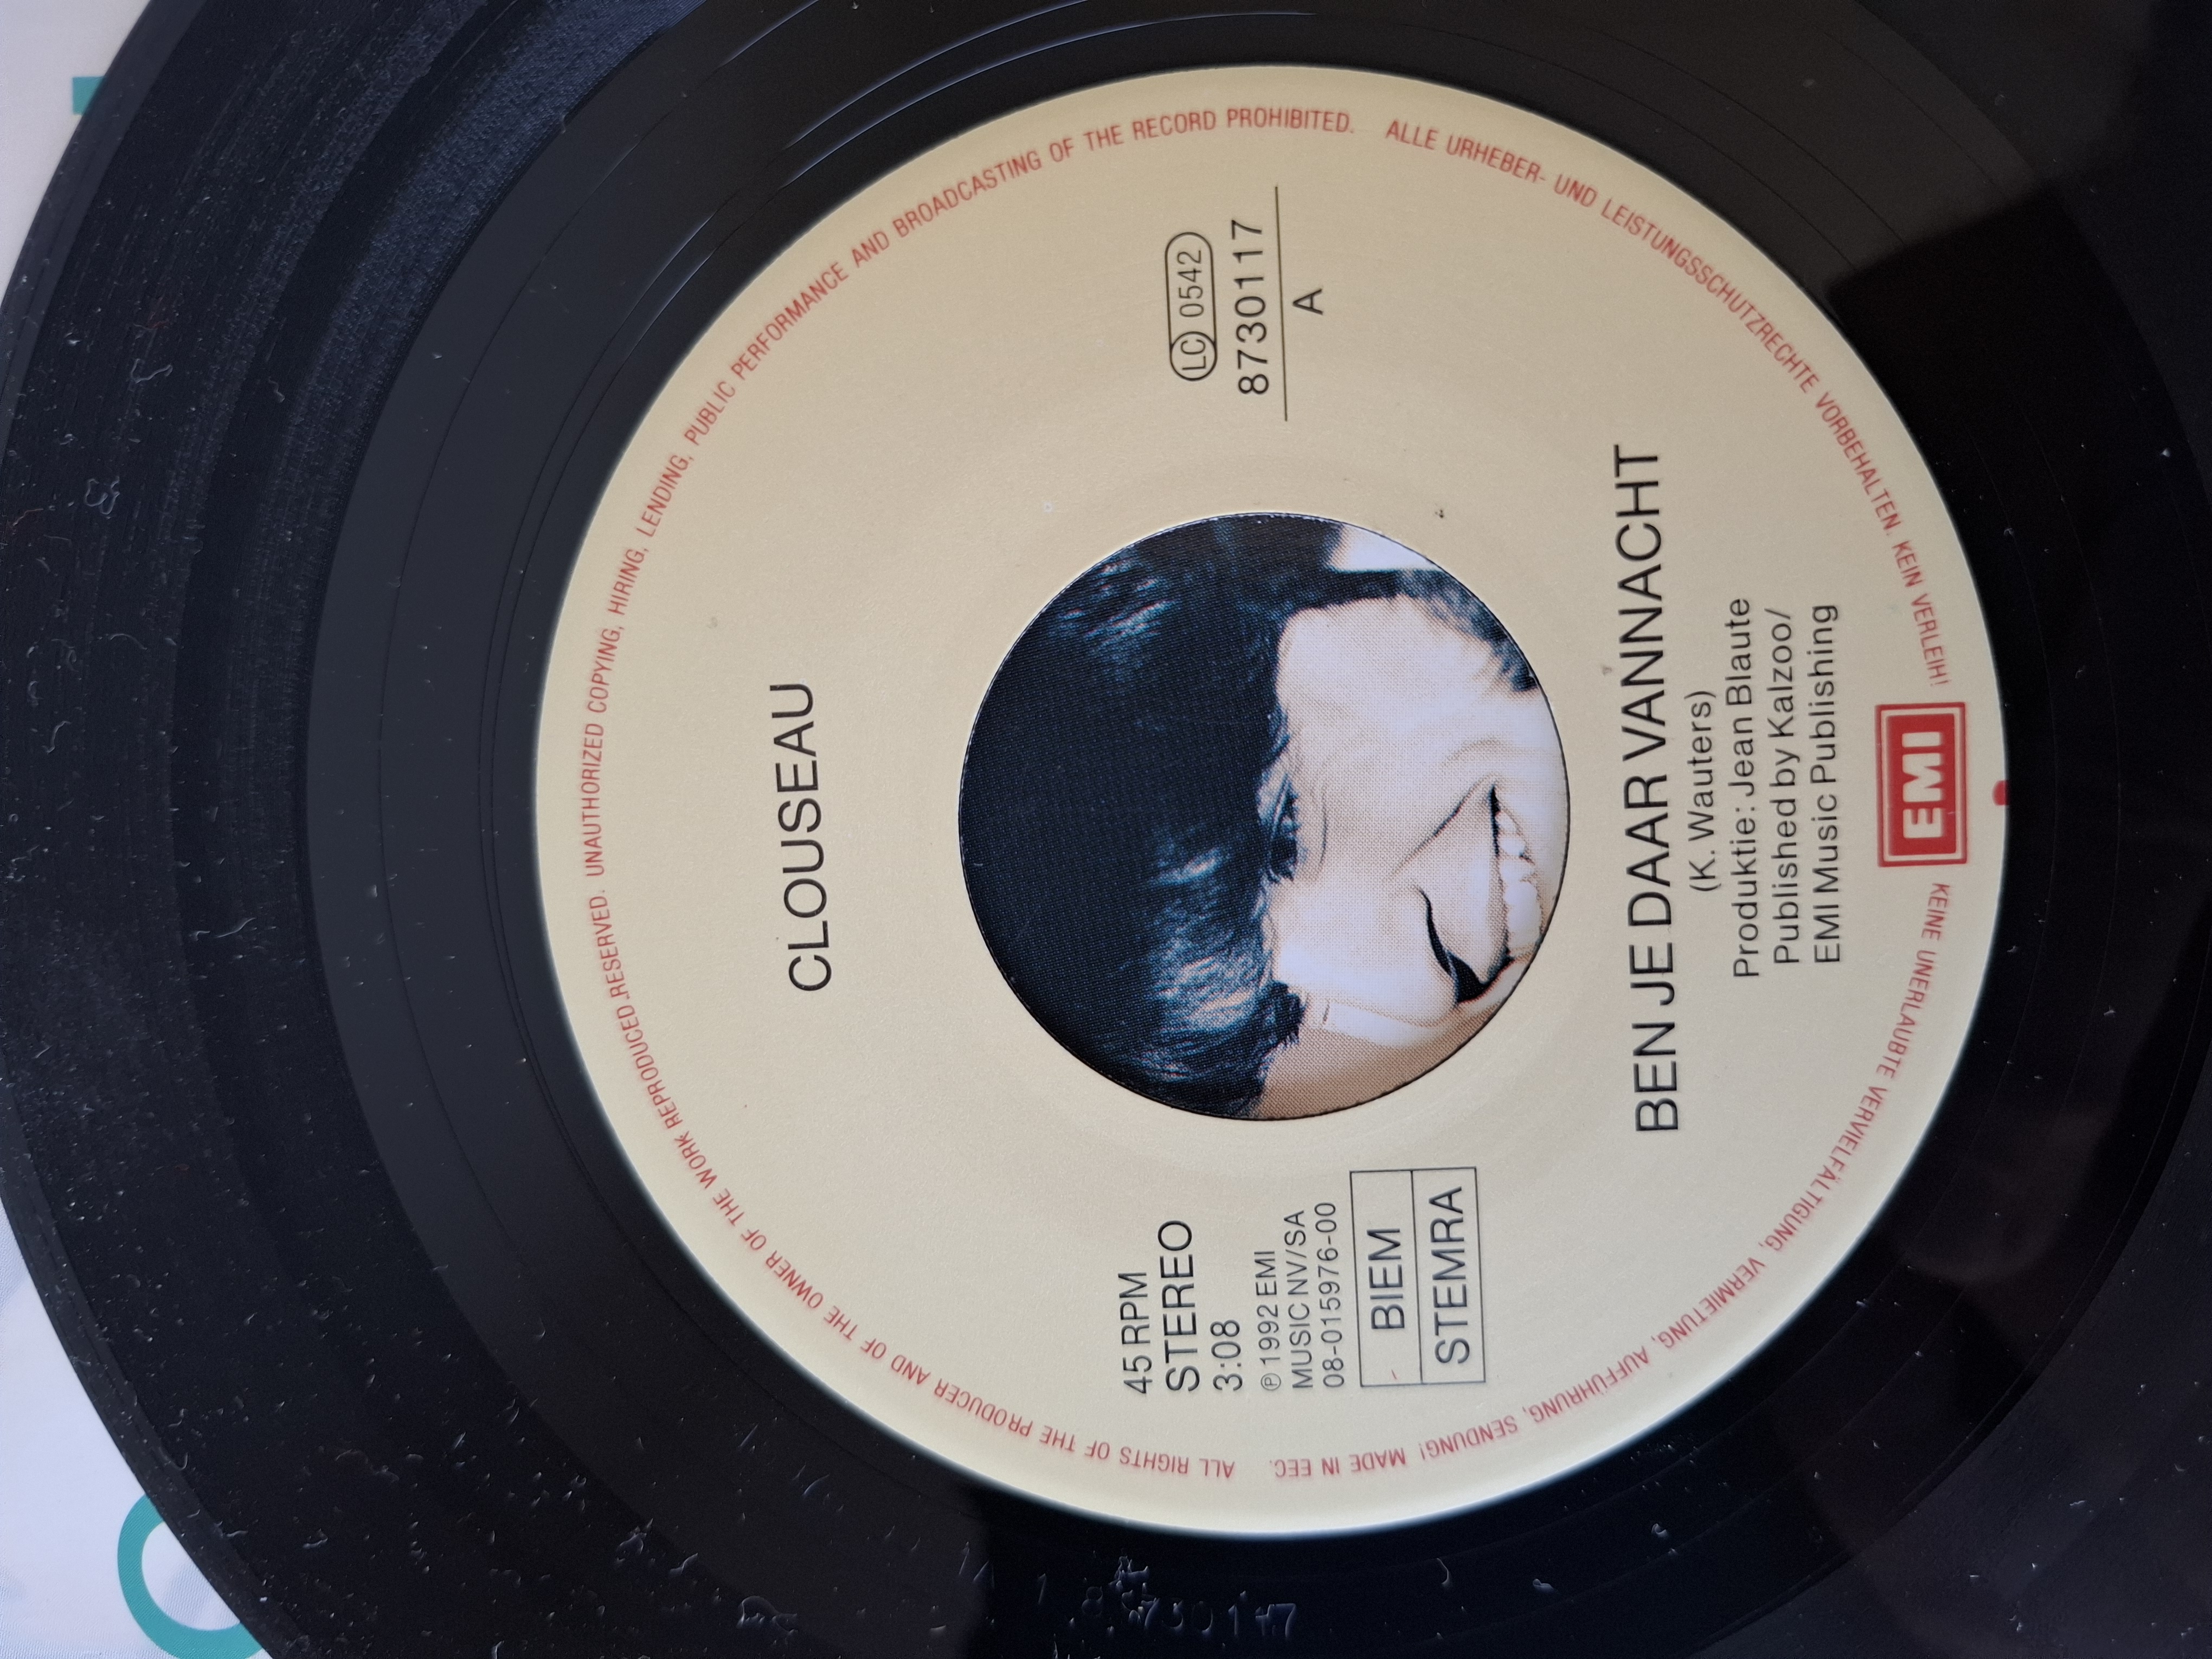 CLOUSEAU
45 RPM
STEREO
3:08
℗ 1992 EMI
MUSIC NV/SA
08-015976-00
BIEM
STEMRA
LC 0542
8730117
A
BEN JE DAAR VANNACHT
(K. Wauters)
Produktie: Jean Blaute
Published by Kalzoo/
EMI Music Publishing
EMI
ALL RIGHTS OF THE PRODUCER AND OF THE OWNER OF THE WORK REPRODUCED RESERVED. UNAUTHORIZED COPYING, HIRING, LENDING, PUBLIC PERFORMANCE AND BROADCASTING OF THE RECORD PROHIBITED. ALLE URHEBER- UND LEISTUNGSSCHUTZRECHTE VORBEHALTEN. KEIN VERLEIH!
KEINE UNERLAUBTE VERVIELFÄLTIGUNG, VERMIETUNG, AUFFÜHRUNG, SENDUNG! MADE IN EEC.